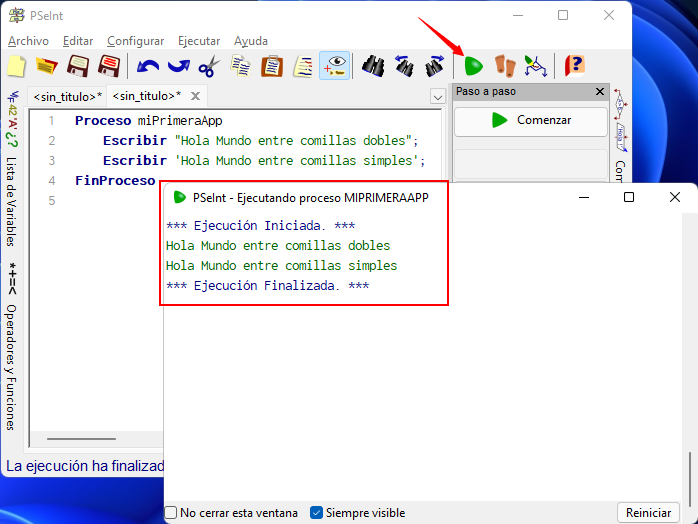 PSeInt
Archivo Editar Configurar Ejecutar Ayuda
<sin_titulo>* <sin_titulo>*
Paso a paso
Comenzar
1 Proceso miPrimeraApp
2 Escribir "Hola Mundo entre comillas dobles";
3 Escribir 'Hola Mundo entre comillas simples';
4 FinProceso
5
Lista de Variables
Operadores y Funciones
PSeInt - Ejecutando proceso MIPRIMERAAPP
*** Ejecución Iniciada. ***
Hola Mundo entre comillas dobles
Hola Mundo entre comillas simples
*** Ejecución Finalizada. ***
La ejecución ha finalizad
No cerrar esta ventana
Siempre visible
Reiniciar